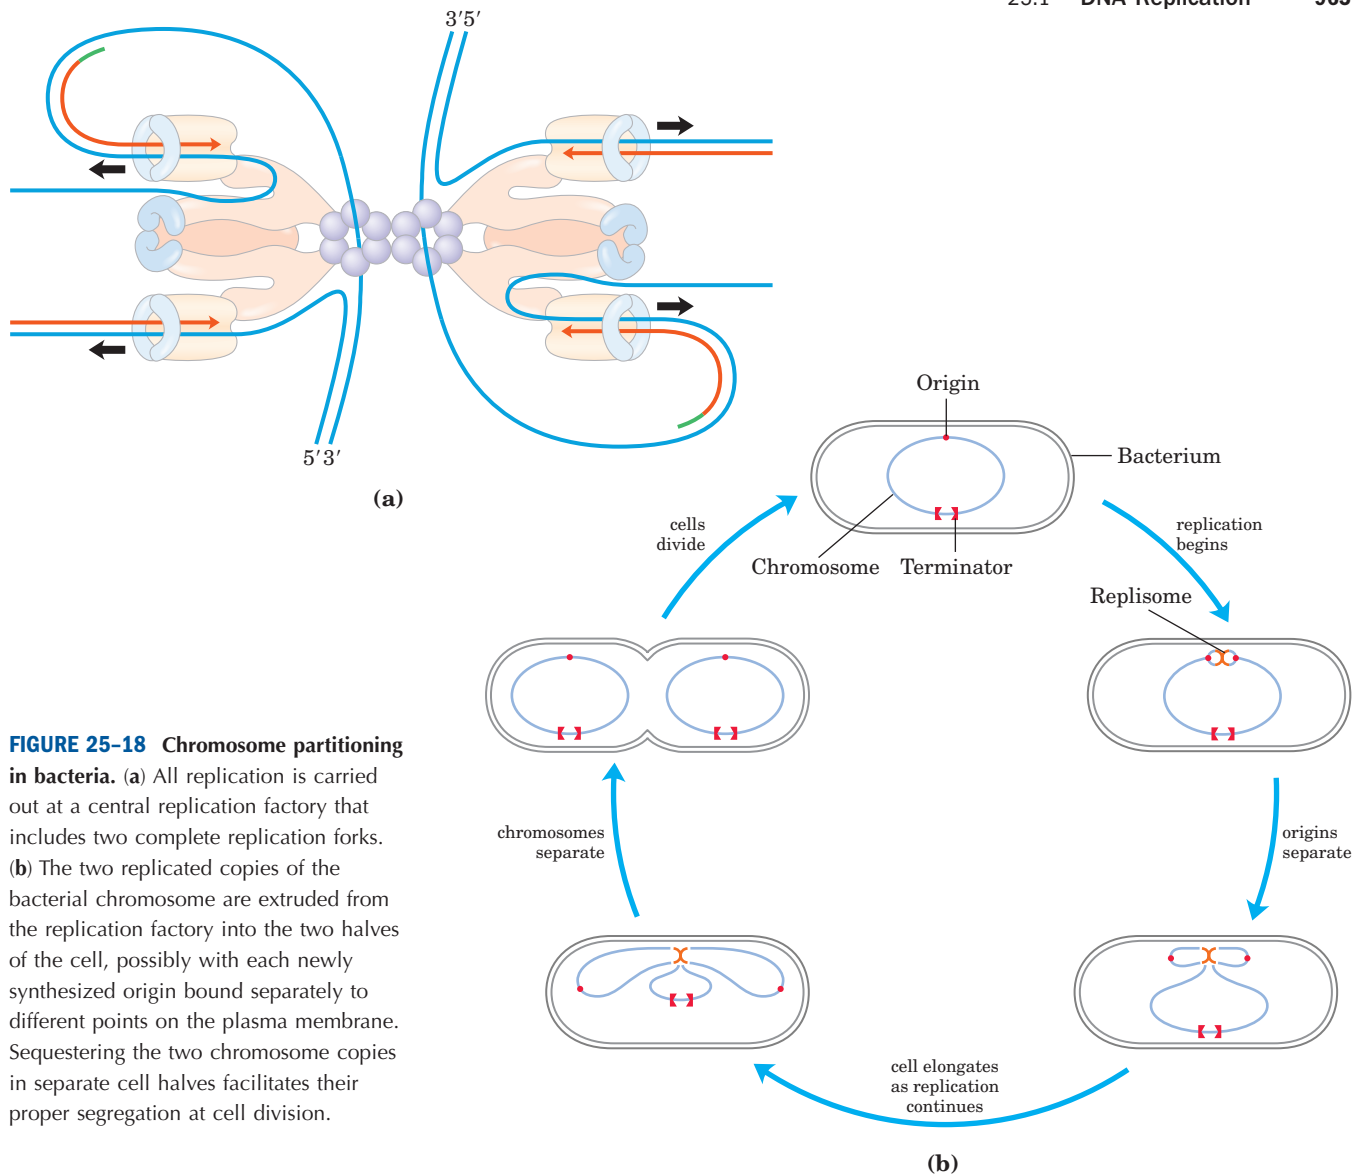 25.1 DNA Replication 963
3′5′
5′3′
(a)
Origin
Bacterium
cells
divide
Chromosome
Terminator
replication
begins
Replisome
origins
separate
cell elongates
as replication
continues
chromosomes
separate
(b)
FIGURE 25–18 Chromosome partitioning
in bacteria. (a) All replication is carried
out at a central replication factory that
includes two complete replication forks.
(b) The two replicated copies of the
bacterial chromosome are extruded from
the replication factory into the two halves
of the cell, possibly with each newly
synthesized origin bound separately to
different points on the plasma membrane.
Sequestering the two chromosome copies
in separate cell halves facilitates their
proper segregation at cell division.